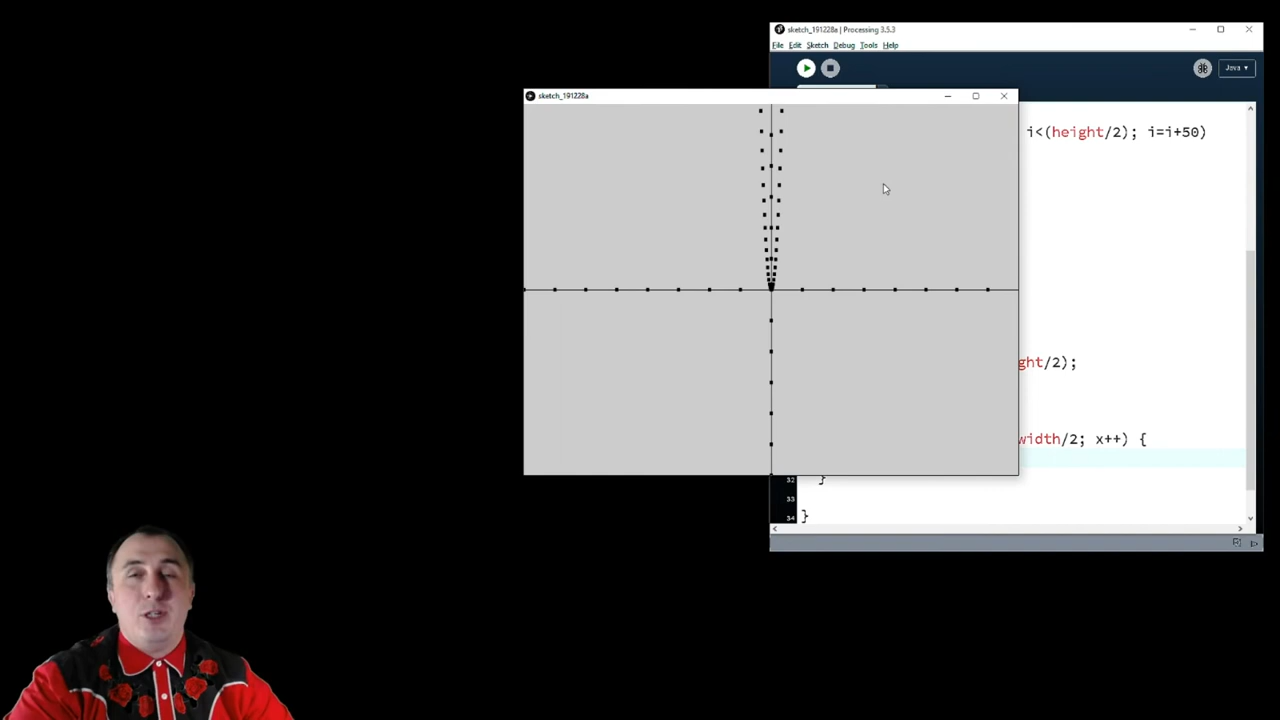 sketch_191228a | Processing 3.5.3
File Edit Sketch Debug Tools Help
Java
sketch_191228a
i<(height/2); i=i+50)
ght/2);
width/2; x++) {
32 }
33
34 }